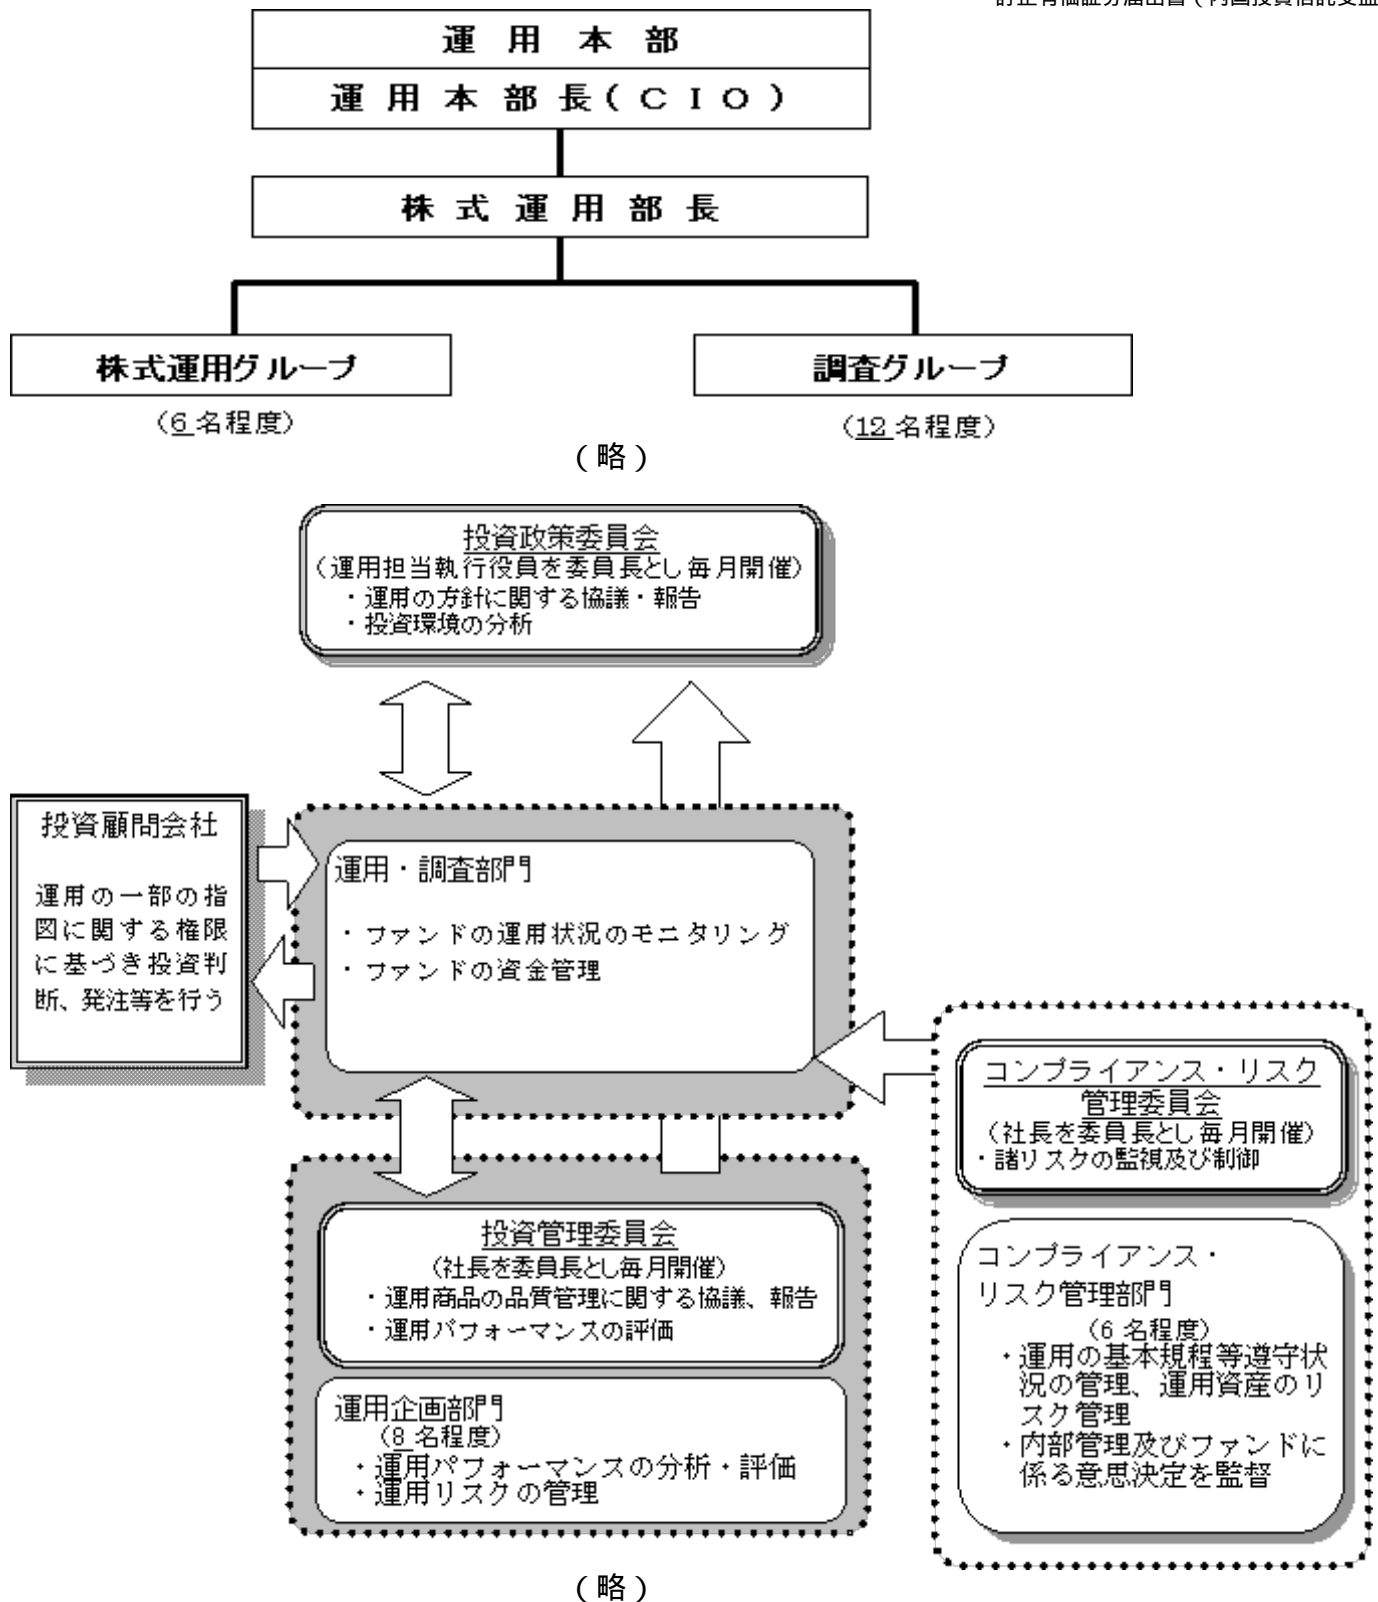 運用本部
運用本部長(CIO)
株式運用部長
株式運用グループ
調査グループ
(6名程度)
(12名程度)
(略)
投資政策委員会
(運用担当執行役員を委員長とし毎月開催)
・運用の方針に関する協議・報告
・投資環境の分析
投資顧問会社
運用の一部の指
図に関する権限
に基づき投資判
断、発注等を行う
運用・調査部門
・ファンドの運用状況のモニタリング
・ファンドの資金管理
コンプライアンス・リスク
管理委員会
(社長を委員長とし毎月開催)
・諸リスクの監視及び制御
投資管理委員会
(社長を委員長とし毎月開催)
・運用商品の品質管理に関する協議、報告
・運用パフォーマンスの評価
運用企画部門
(8名程度)
・運用パフォーマンスの分析・評価
・運用リスクの管理
コンプライアンス・
リスク管理部門
(6名程度)
・運用の基本規程等遵守状
況の管理、運用資産のリ
スク管理
・内部管理及びファンドに
係る意思決定を監督
(略)